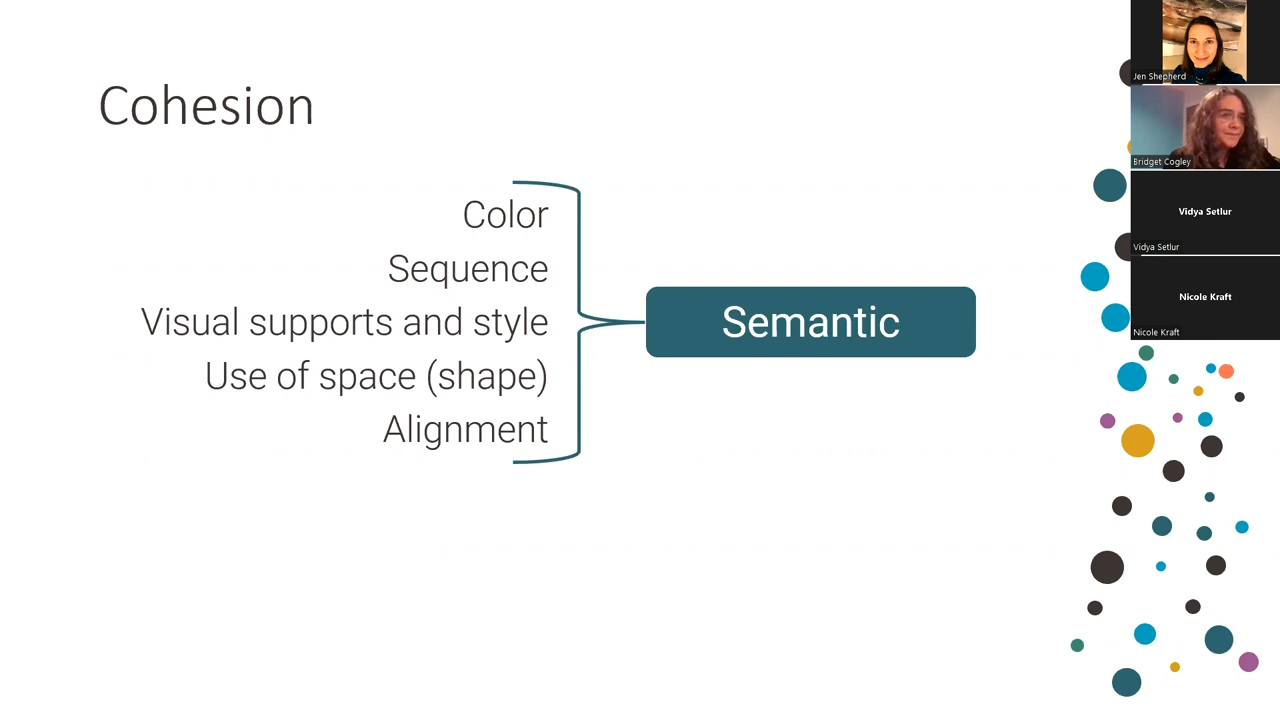 Cohesion
Color
Sequence
Visual supports and style
Use of space (shape)
Alignment
Semantic
Jen Shepherd
Bridget Cogley
Vidya Setlur
Vidya Setlur
Nicole Kraft
Nicole Kraft